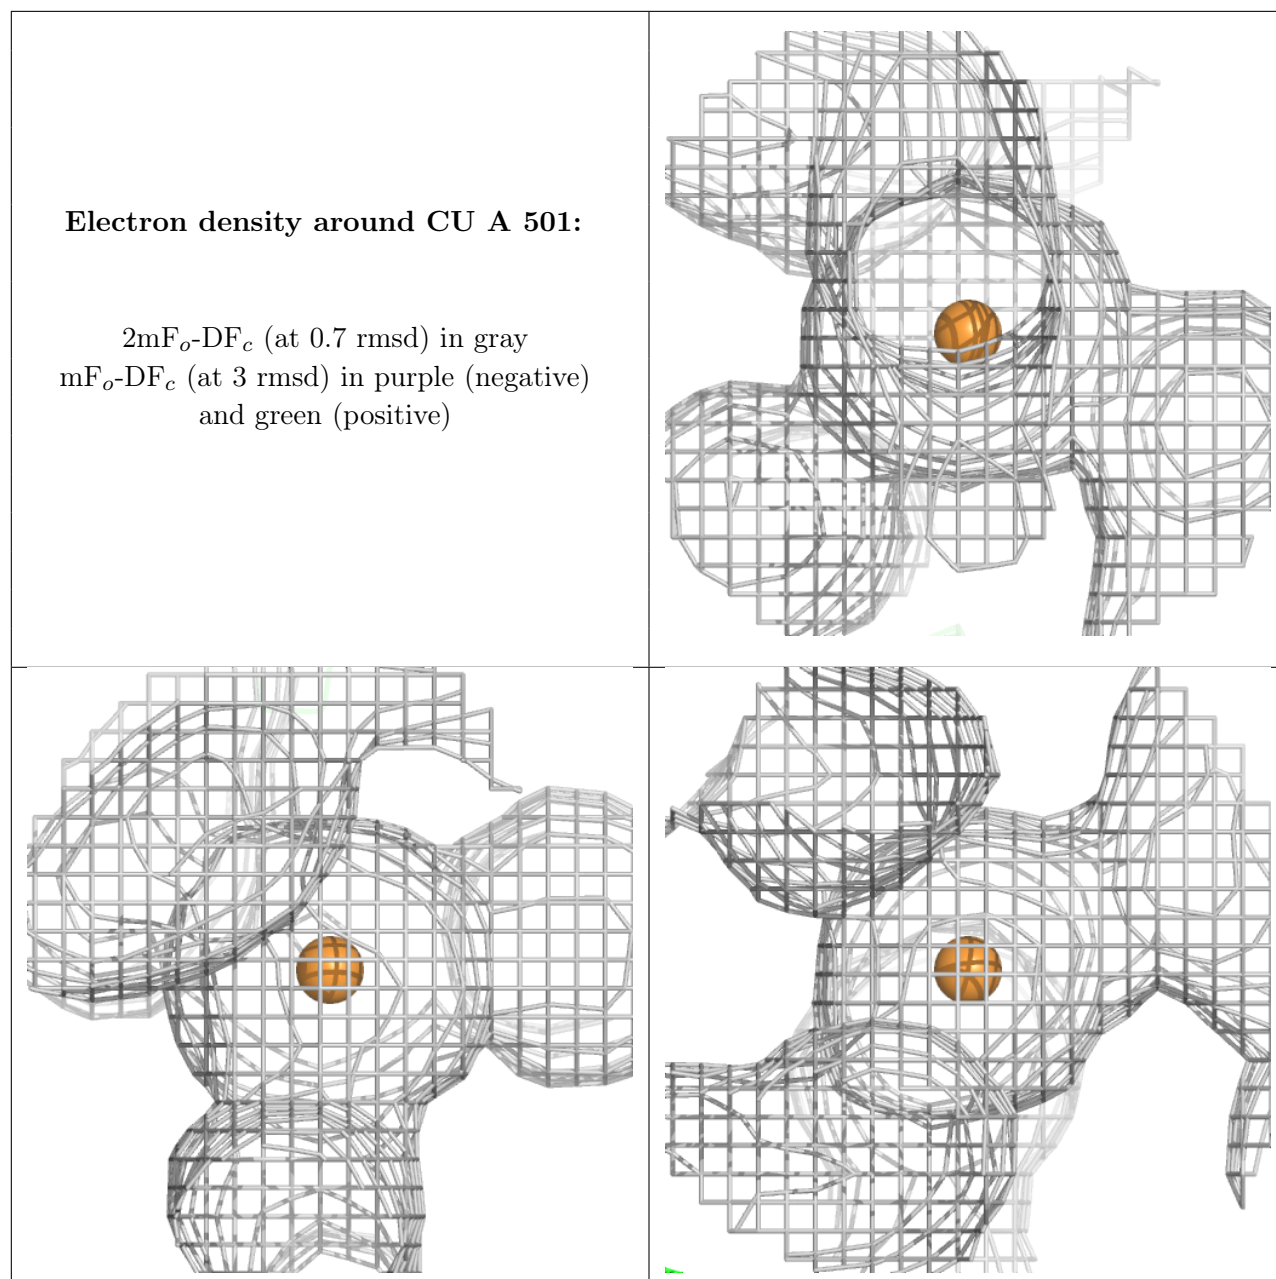 Electron density around CU A 501:
2mFo-DFc (at 0.7 rmsd) in gray
mFo-DFc (at 3 rmsd) in purple (negative)
and green (positive)